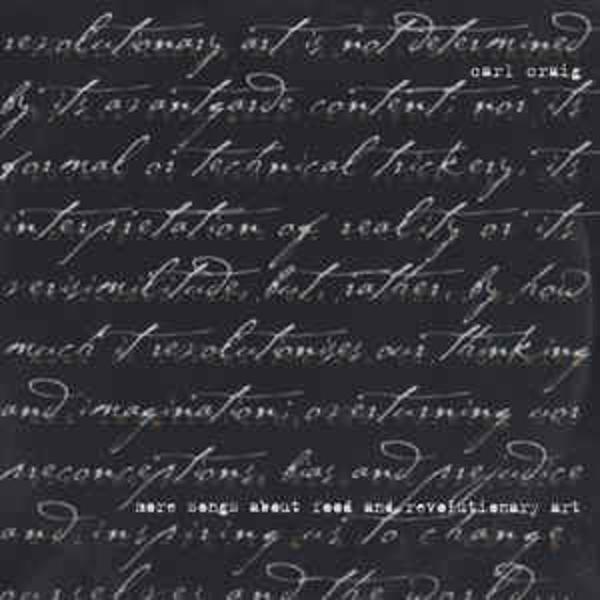 revolutionary art is not determined
carl craig
by its avantgarde content; nor its
formal or technical trickery, its
interpretation of reality or its
verisimilitude, but, rather, by how
much it revolutionises our thinking
and imagination; overturning our
preconceptions, bias and prejudice
more songs about food and revolutionary art
and inspiring us to change
ourselves and the world